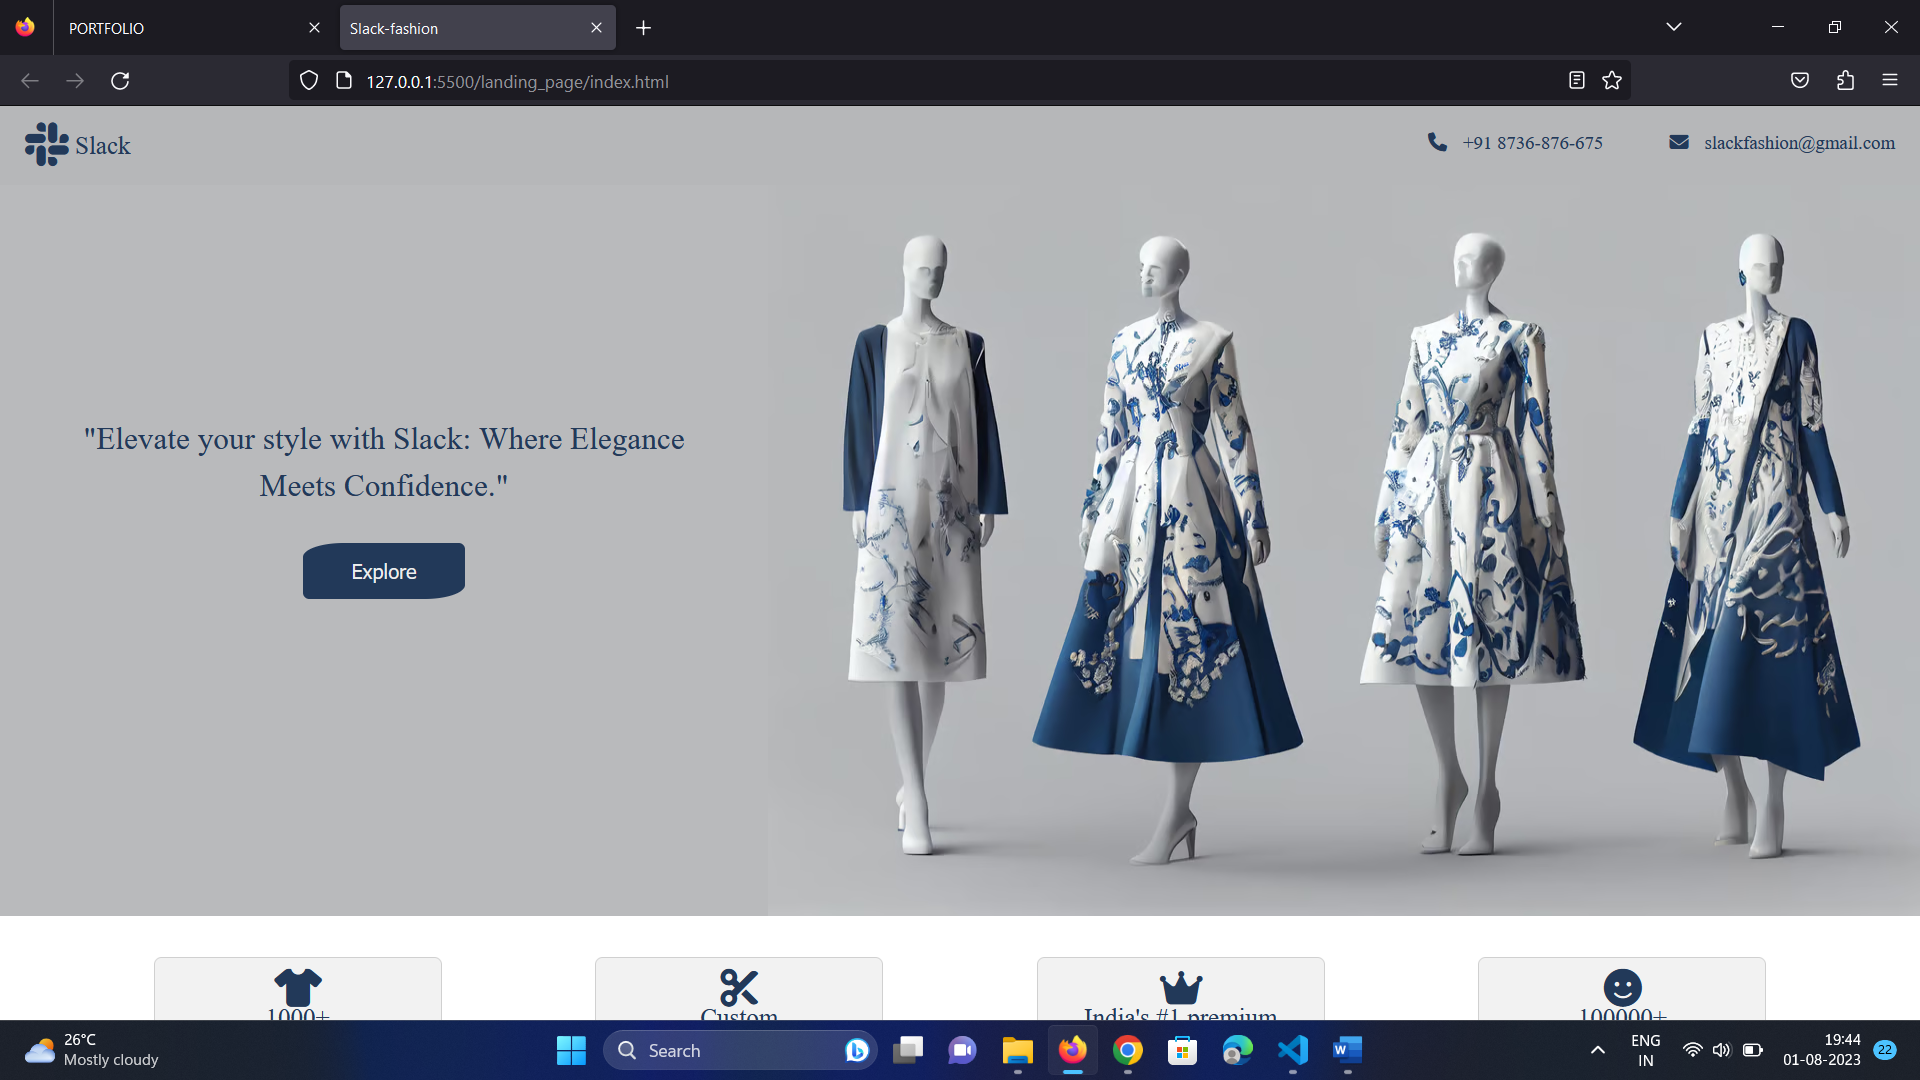 PORTFOLIO
Slack-fashion
127.0.0.1:5500/landing_page/index.html
Slack
+91 8736-876-675
slackfashion@gmail.com
"Elevate your style with Slack: Where Elegance
Meets Confidence."
Explore
1000+
Custom
India's #1 premium
100000+
26°C
Mostly cloudy
Search
ENG
IN
19:44
01-08-2023
22